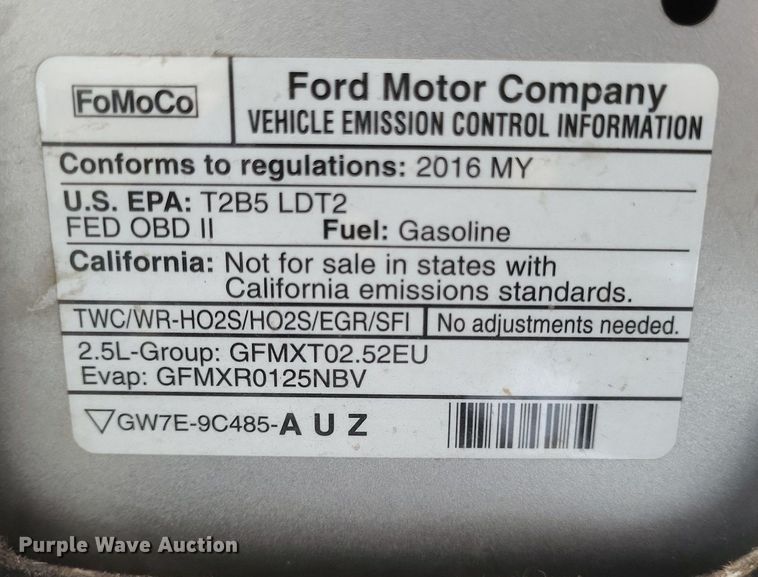 FoMoCo
Ford Motor Company
VEHICLE EMISSION CONTROL INFORMATION
Conforms to regulations: 2016 MY
U.S. EPA: T2B5 LDT2
FED OBD II Fuel: Gasoline
California: Not for sale in states with
California emissions standards.
TWC/WR-HO2S/HO2S/EGR/SFI No adjustments needed.
2.5L-Group: GFMXT02.52EU
Evap: GFMXR0125NBV
GW7E-9C485-A U Z
Purple Wave Auction